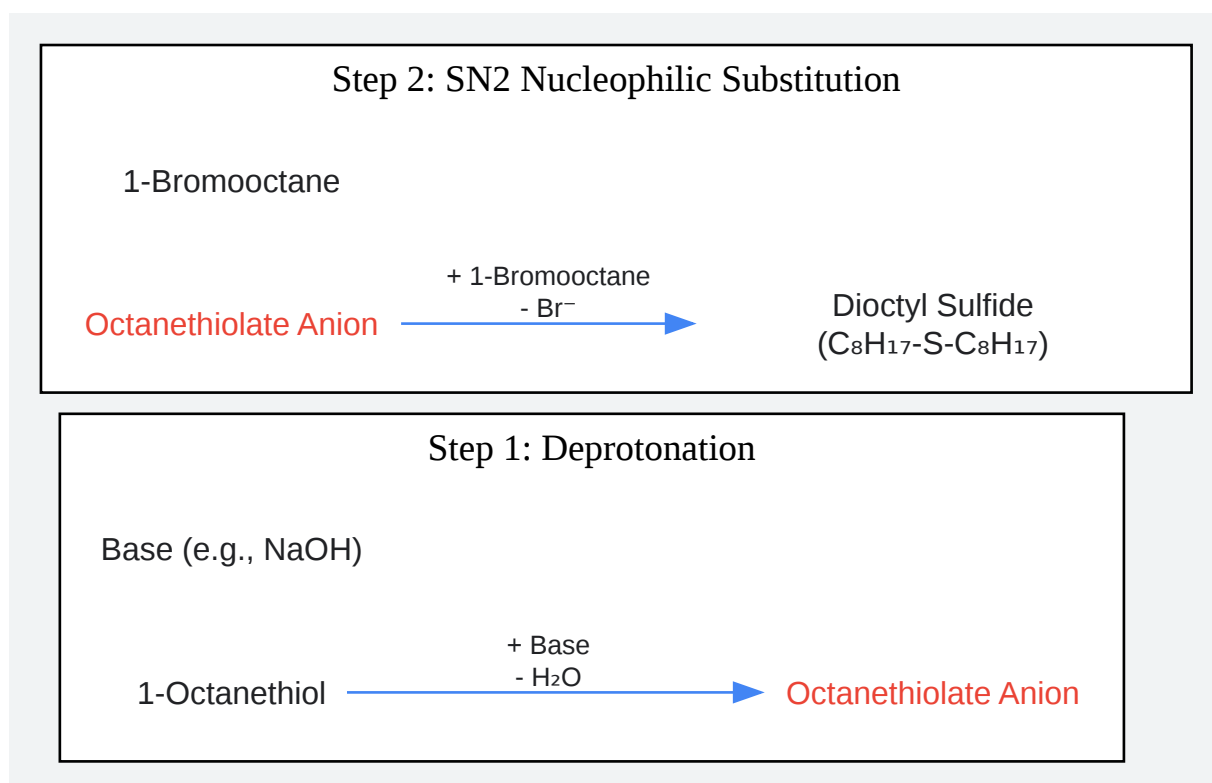 Step 2: SN2 Nucleophilic Substitution
1-Bromooctane
+ 1-Bromooctane
- Br⁻
Octanethiolate Anion
Dioctyl Sulfide
(C₈H₁₇-S-C₈H₁₇)
Step 1: Deprotonation
Base (e.g., NaOH)
+ Base
- H₂O
1-Octanethiol
Octanethiolate Anion